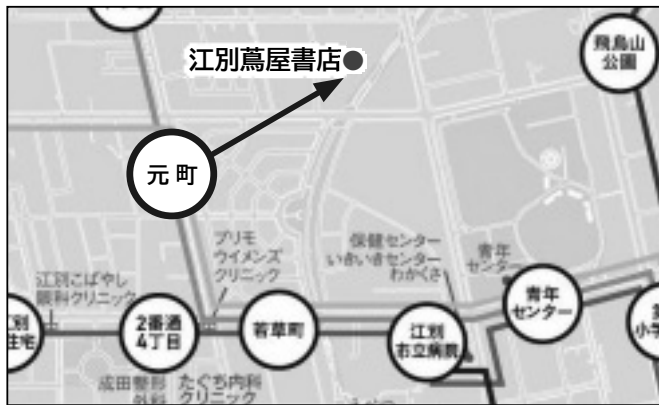 江別蔦屋書店
飛鳥山
公園
元町
プリモ
ウイメンズ
クリニック
保健センター
いきいきセンター
わかくさ
青年
センター
江別こばやし
眼科クリニック
2番通
4丁目
若草町
江別
市立病院
青年
センター
住宅
小学
成田整形
外科
たぐち内科
クリニック